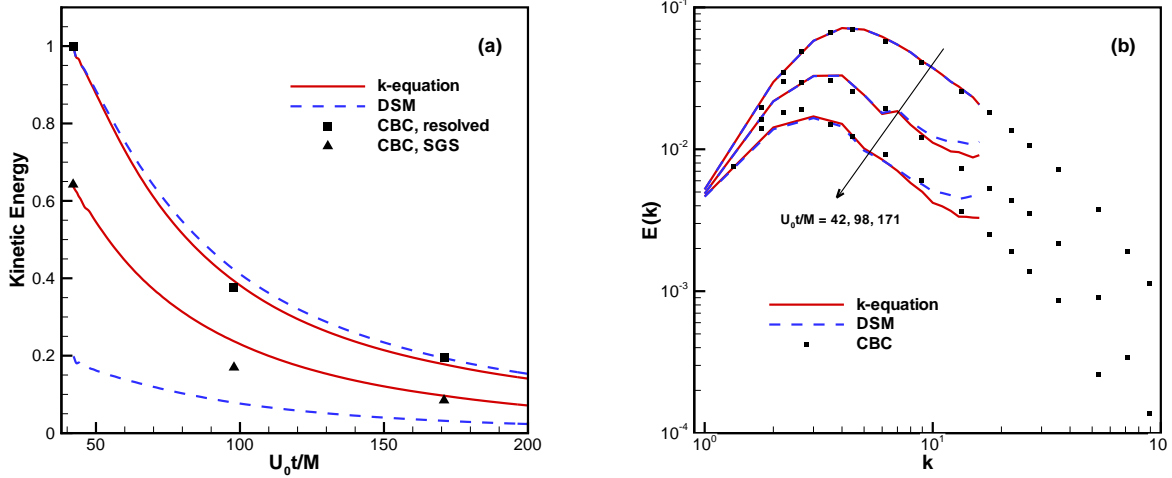 (a)
k-equation
DSM
CBC, resolved
CBC, SGS
Kinetic Energy
1
0.8
0.6
0.4
0.2
0
50
100
150
200
U₀t/M
(b)
U₀t/M = 42, 98, 171
k-equation
DSM
CBC
E(k)
10⁻¹
10⁻²
10⁻³
10⁻⁴
10⁰
10¹
10
k